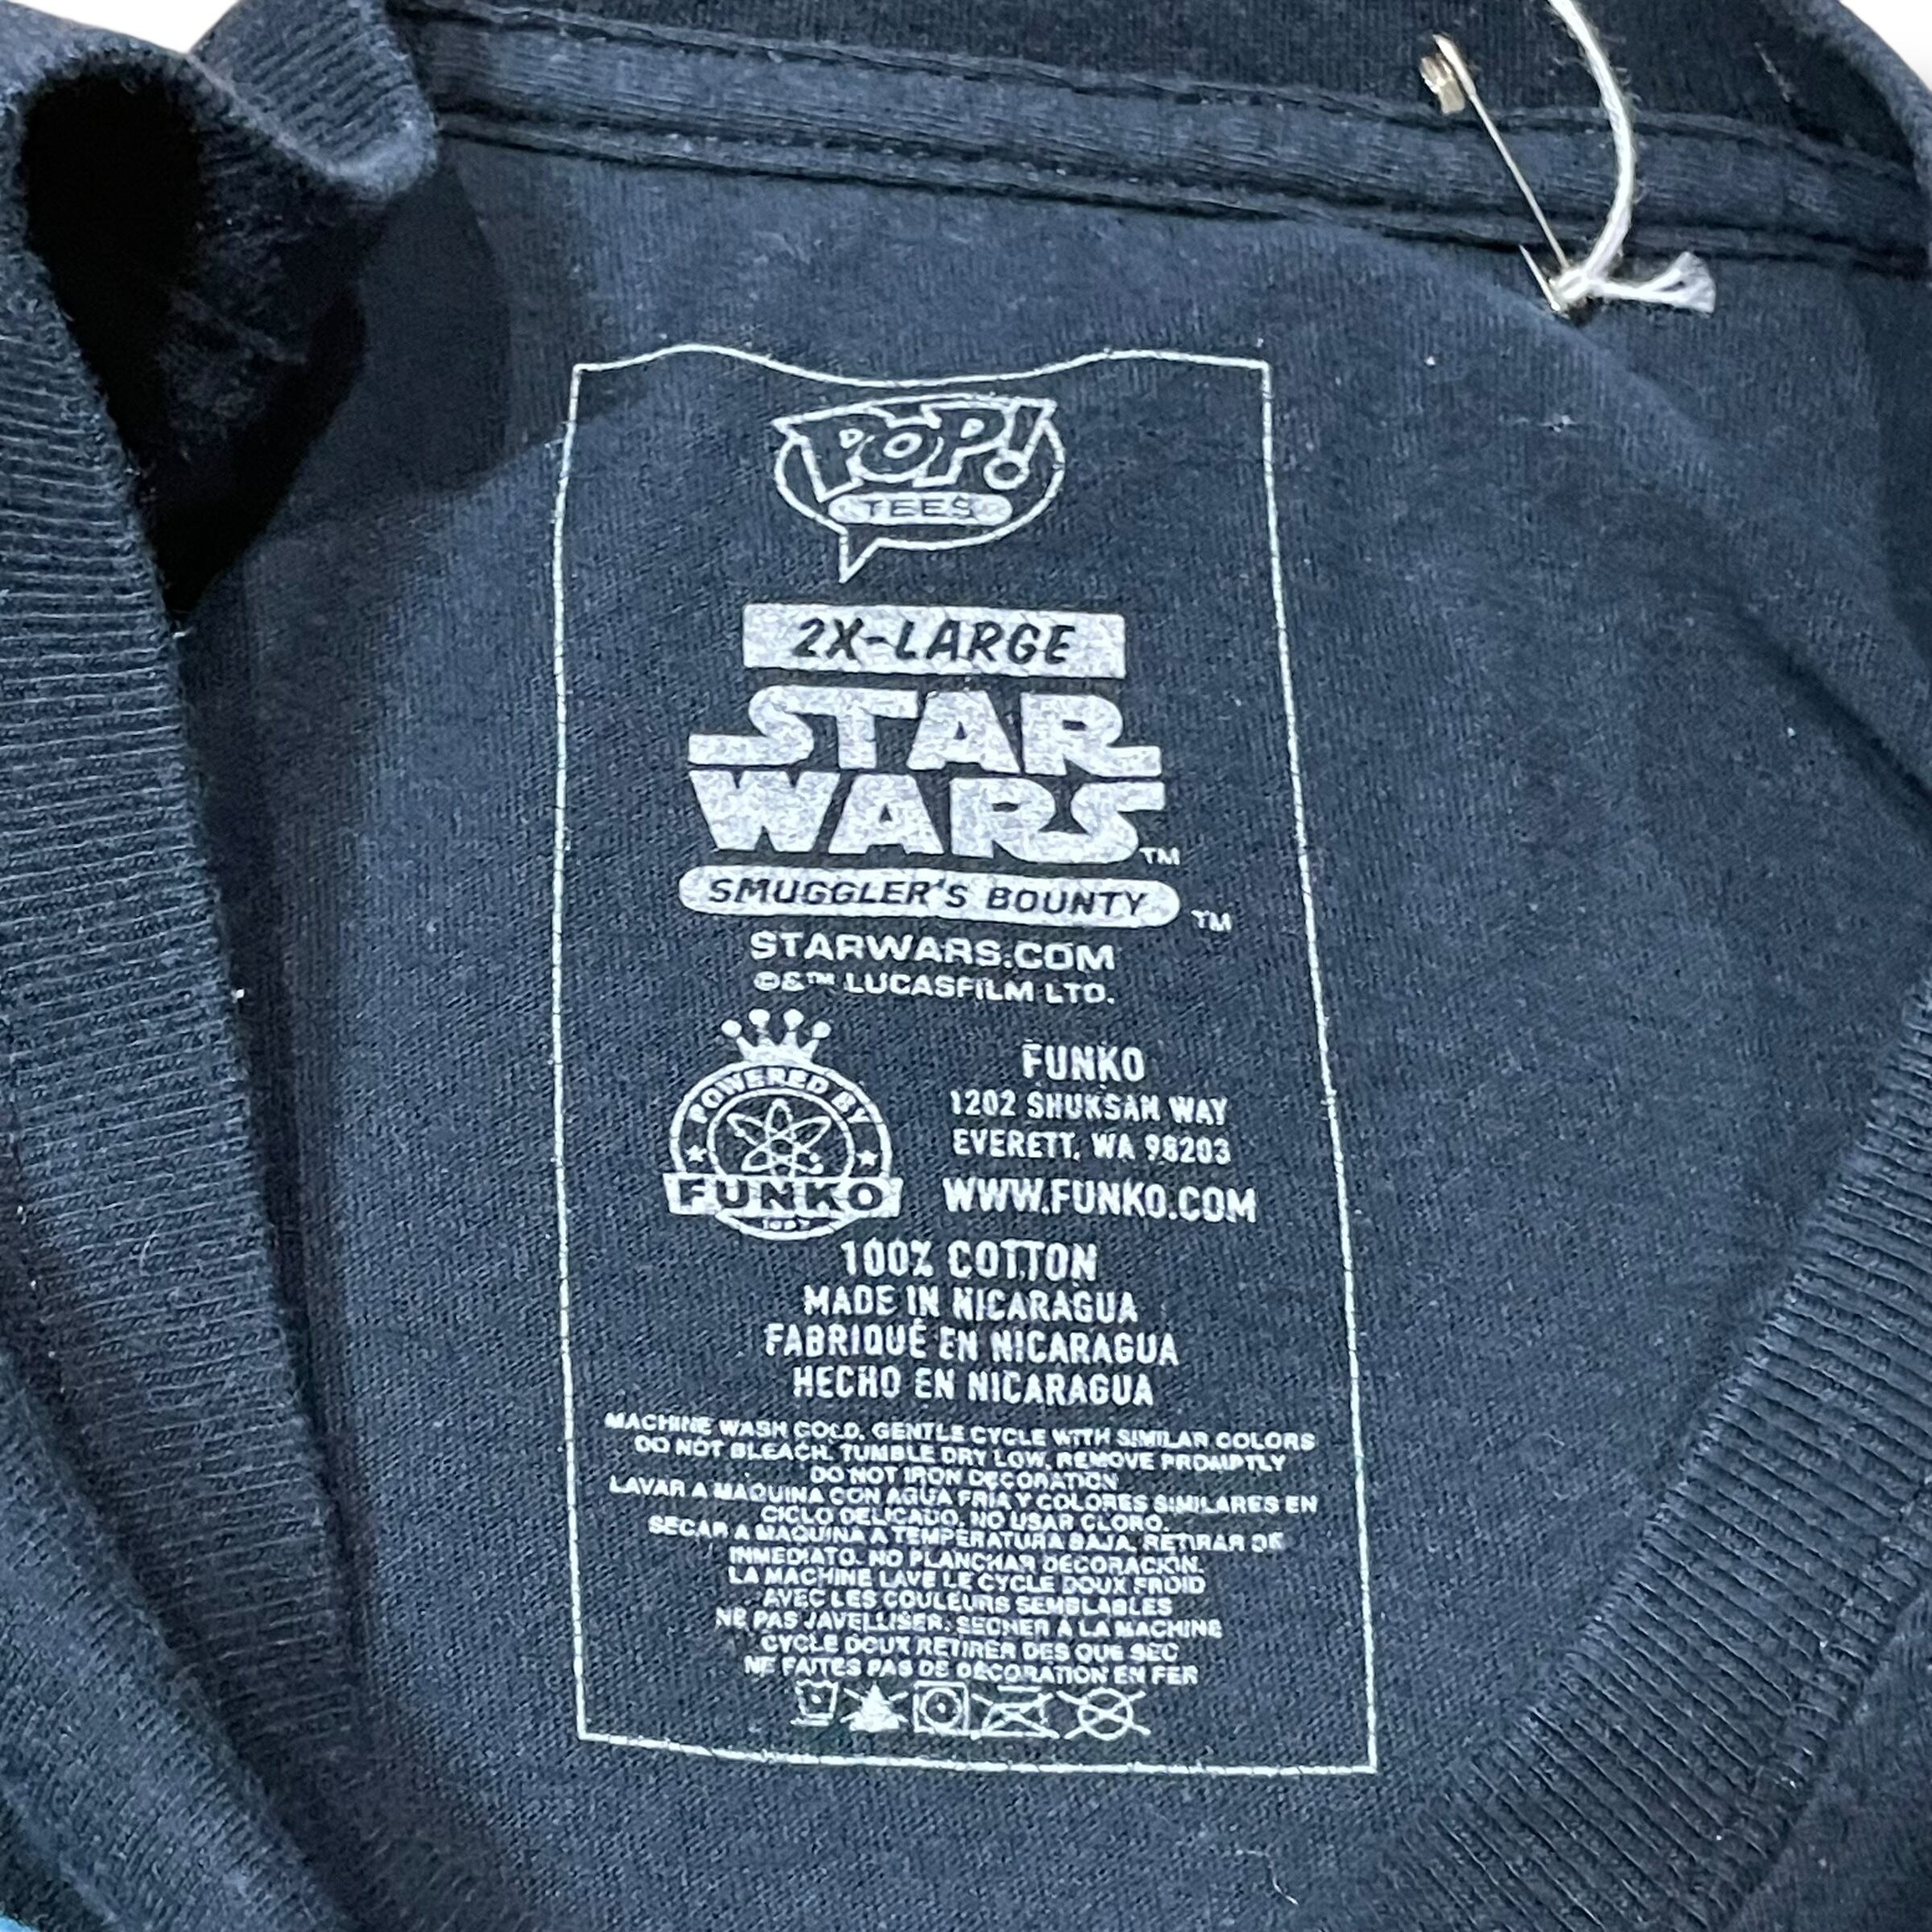 POP!
TEES
2X-LARGE
STAR
WARS™
SMUGGLER'S BOUNTY ™
STARWARS.COM
©&™ LUCASFILM LTD.
POWERED BY
FUNKO
FUNKO
1202 SHUKSAN WAY
EVERETT, WA 98203
WWW.FUNKO.COM
100% COTTON
MADE IN NICARAGUA
FABRIQUÉ EN NICARAGUA
HECHO EN NICARAGUA
MACHINE WASH COLD, GENTLE CYCLE WITH SIMILAR COLORS
DO NOT BLEACH, TUMBLE DRY LOW, REMOVE PROMPTLY
DO NOT IRON DECORATION
LAVAR A MAQUINA CON AGUA FRIA Y COLORES SIMILARES EN
CICLO DELICADO. NO USAR CLORO.
SECAR A MAQUINA A TEMPERATURA BAJA, RETIRAR DE
INMEDIATO. NO PLANCHAR DECORACION.
LA MACHINE LAVE LE CYCLE DOUX FROID
AVEC LES COULEURS SEMBLABLES
NE PAS JAVELLISER. SECHER A LA MACHINE
CYCLE DOUX RETIRER DES QUE SEC
NE FAITES PAS DE DÉCORATION EN FER